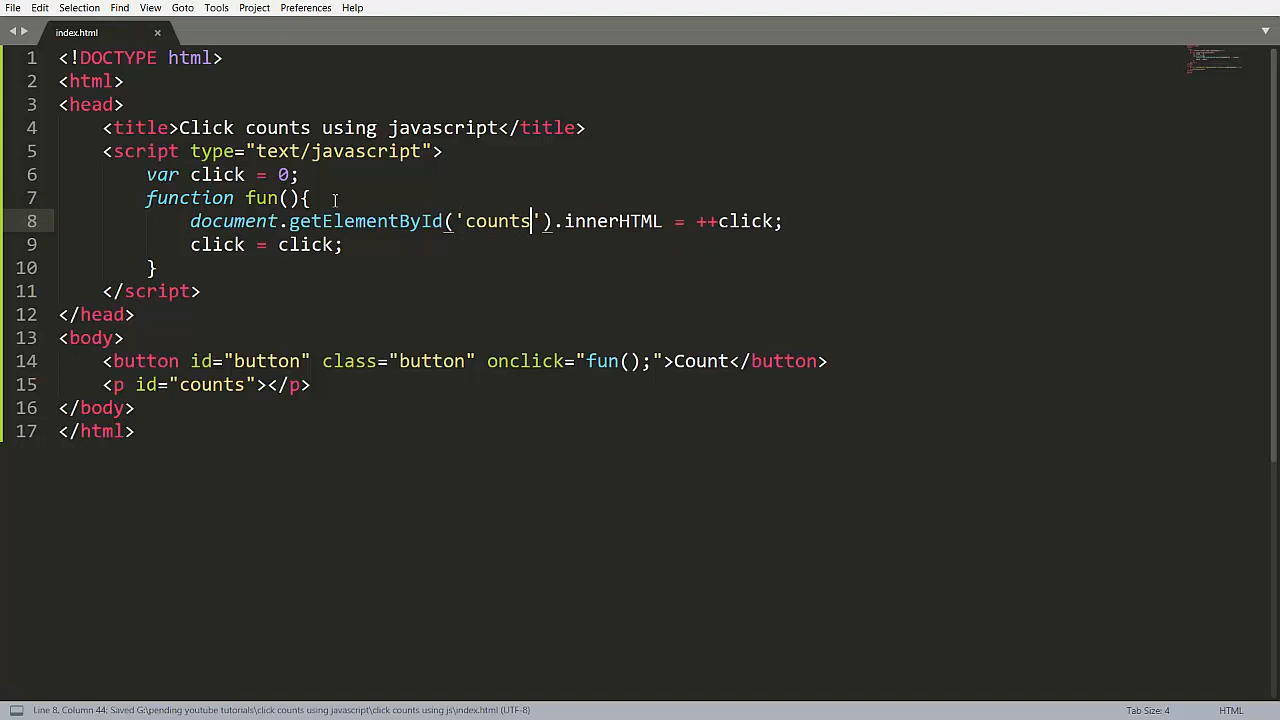 File Edit Selection Find View Goto Tools Project Preferences Help
index.html
1 <!DOCTYPE html>
2 <html>
3 <head>
4 <title>Click counts using javascript</title>
5 <script type="text/javascript">
6 var click = 0;
7 function fun(){
8 document.getElementById('counts').innerHTML = ++click;
9 click = click;
10 }
11 </script>
12 </head>
13 <body>
14 <button id="button" class="button" onclick="fun();">Count</button>
15 <p id="counts"></p>
16 </body>
17 </html>
Line 8, Column 44; Saved G:\pending youtube tutorials\click counts using javascript\click counts using js\index.html (UTF-8) Tab Size: 4 HTML